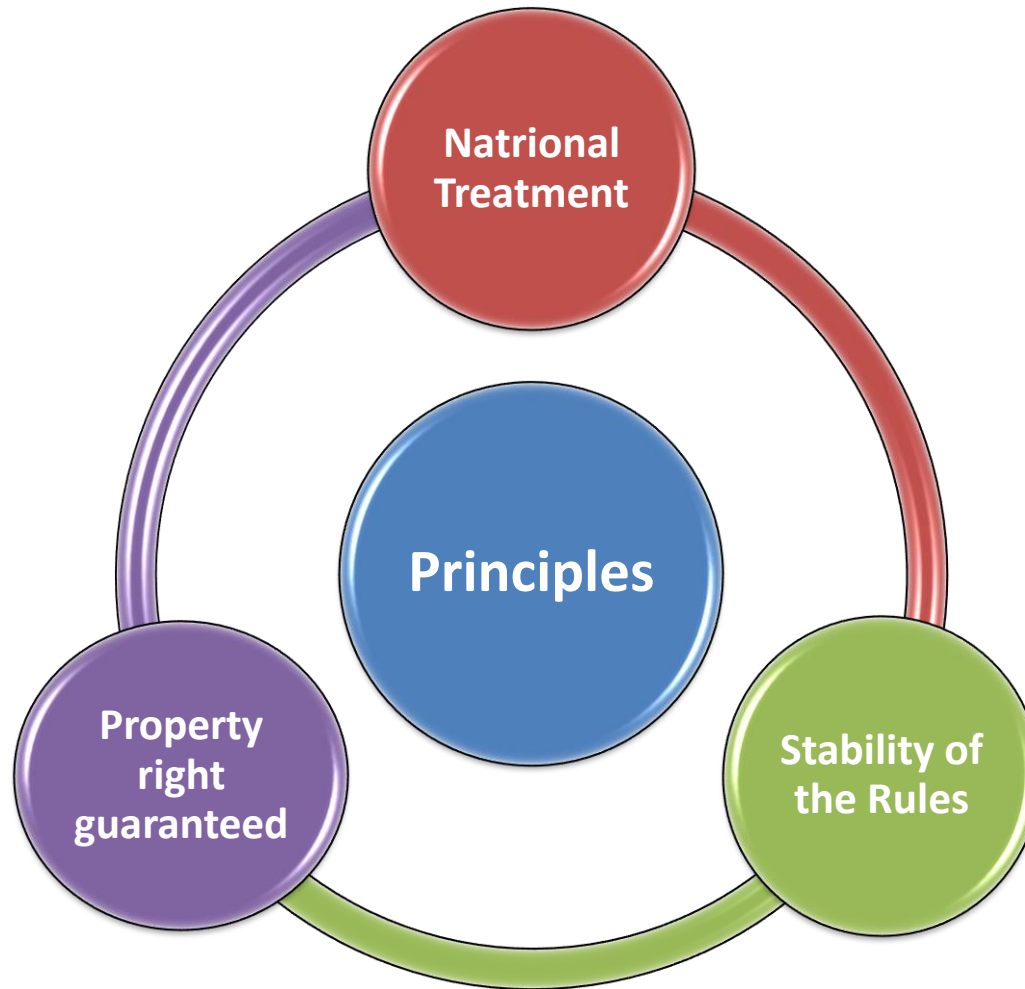 Natrional
Treatment
Principles
Property
right
guaranteed
Stability of
the Rules